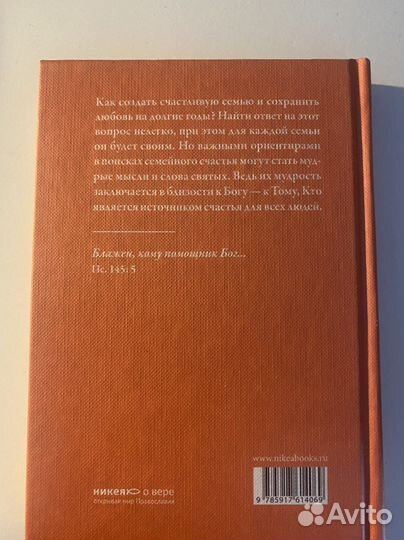 Как создать счастливую семью и сохранить
любовь на долгие годы? Найти ответ на этот
вопрос нелегко, при этом для каждой семьи
он будет своим. Но важными ориентирами
в поисках семейного счастья могут стать муд-
рые мысли и слова святых. Ведь их мудрость
заключается в близости к Богу — к Тому, Кто
является источником счастья для всех людей.
Блажен, кому помощник Бог...
Пс. 145: 5
www.nikeabooks.ru
никея о вере
открывая мир Православия
9 785917 614069
Avito